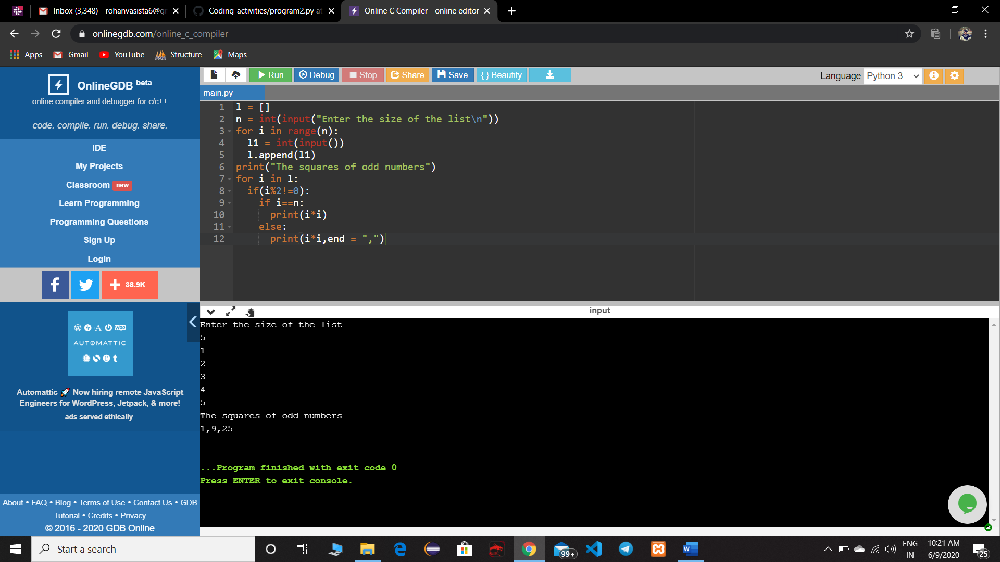 Inbox (3,348) - rohanvasista6@gr
Coding-activities/program2.py at
Online C Compiler - online editor
onlinegdb.com/online_c_compiler
Apps
Gmail
YouTube
Structure
Maps
OnlineGDB beta
online compiler and debugger for c/c++
code. compile. run. debug. share.
IDE
My Projects
Classroom new
Learn Programming
Programming Questions
Sign Up
Login
38.9K
AUTOMATTIC
Automattic 🚀 Now hiring remote JavaScript
Engineers for WordPress, Jetpack, & more!
ads served ethically
About • FAQ • Blog • Terms of Use • Contact Us • GDB
Tutorial • Credits • Privacy
© 2016 - 2020 GDB Online
Run
Debug
Stop
Share
Save
{ } Beautify
Language Python 3
main.py
1 l = []
2 n = int(input("Enter the size of the list\n"))
3 for i in range(n):
4   l1 = int(input())
5   l.append(l1)
6 print("The squares of odd numbers")
7 for i in l:
8   if(i%2!=0):
9     if i==n:
10       print(i*i)
11     else:
12       print(i*i,end = ",")
input
Enter the size of the list
5
1
2
3
4
5
The squares of odd numbers
1,9,25
...Program finished with exit code 0
Press ENTER to exit console.
Start a search
99+
ENG
IN
10:21 AM
6/9/2020
25